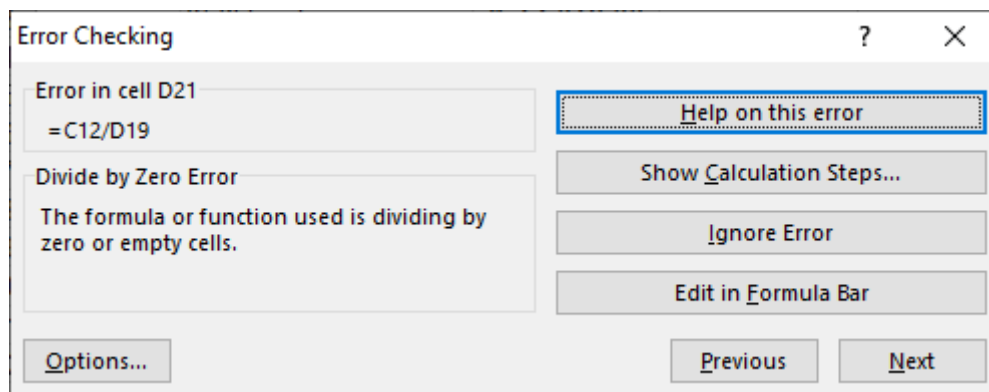 Error Checking
?
Error in cell D21
=C12/D19
Divide by Zero Error
The formula or function used is dividing by
zero or empty cells.
Help on this error
Show Calculation Steps...
Ignore Error
Edit in Formula Bar
Options...
Previous
Next